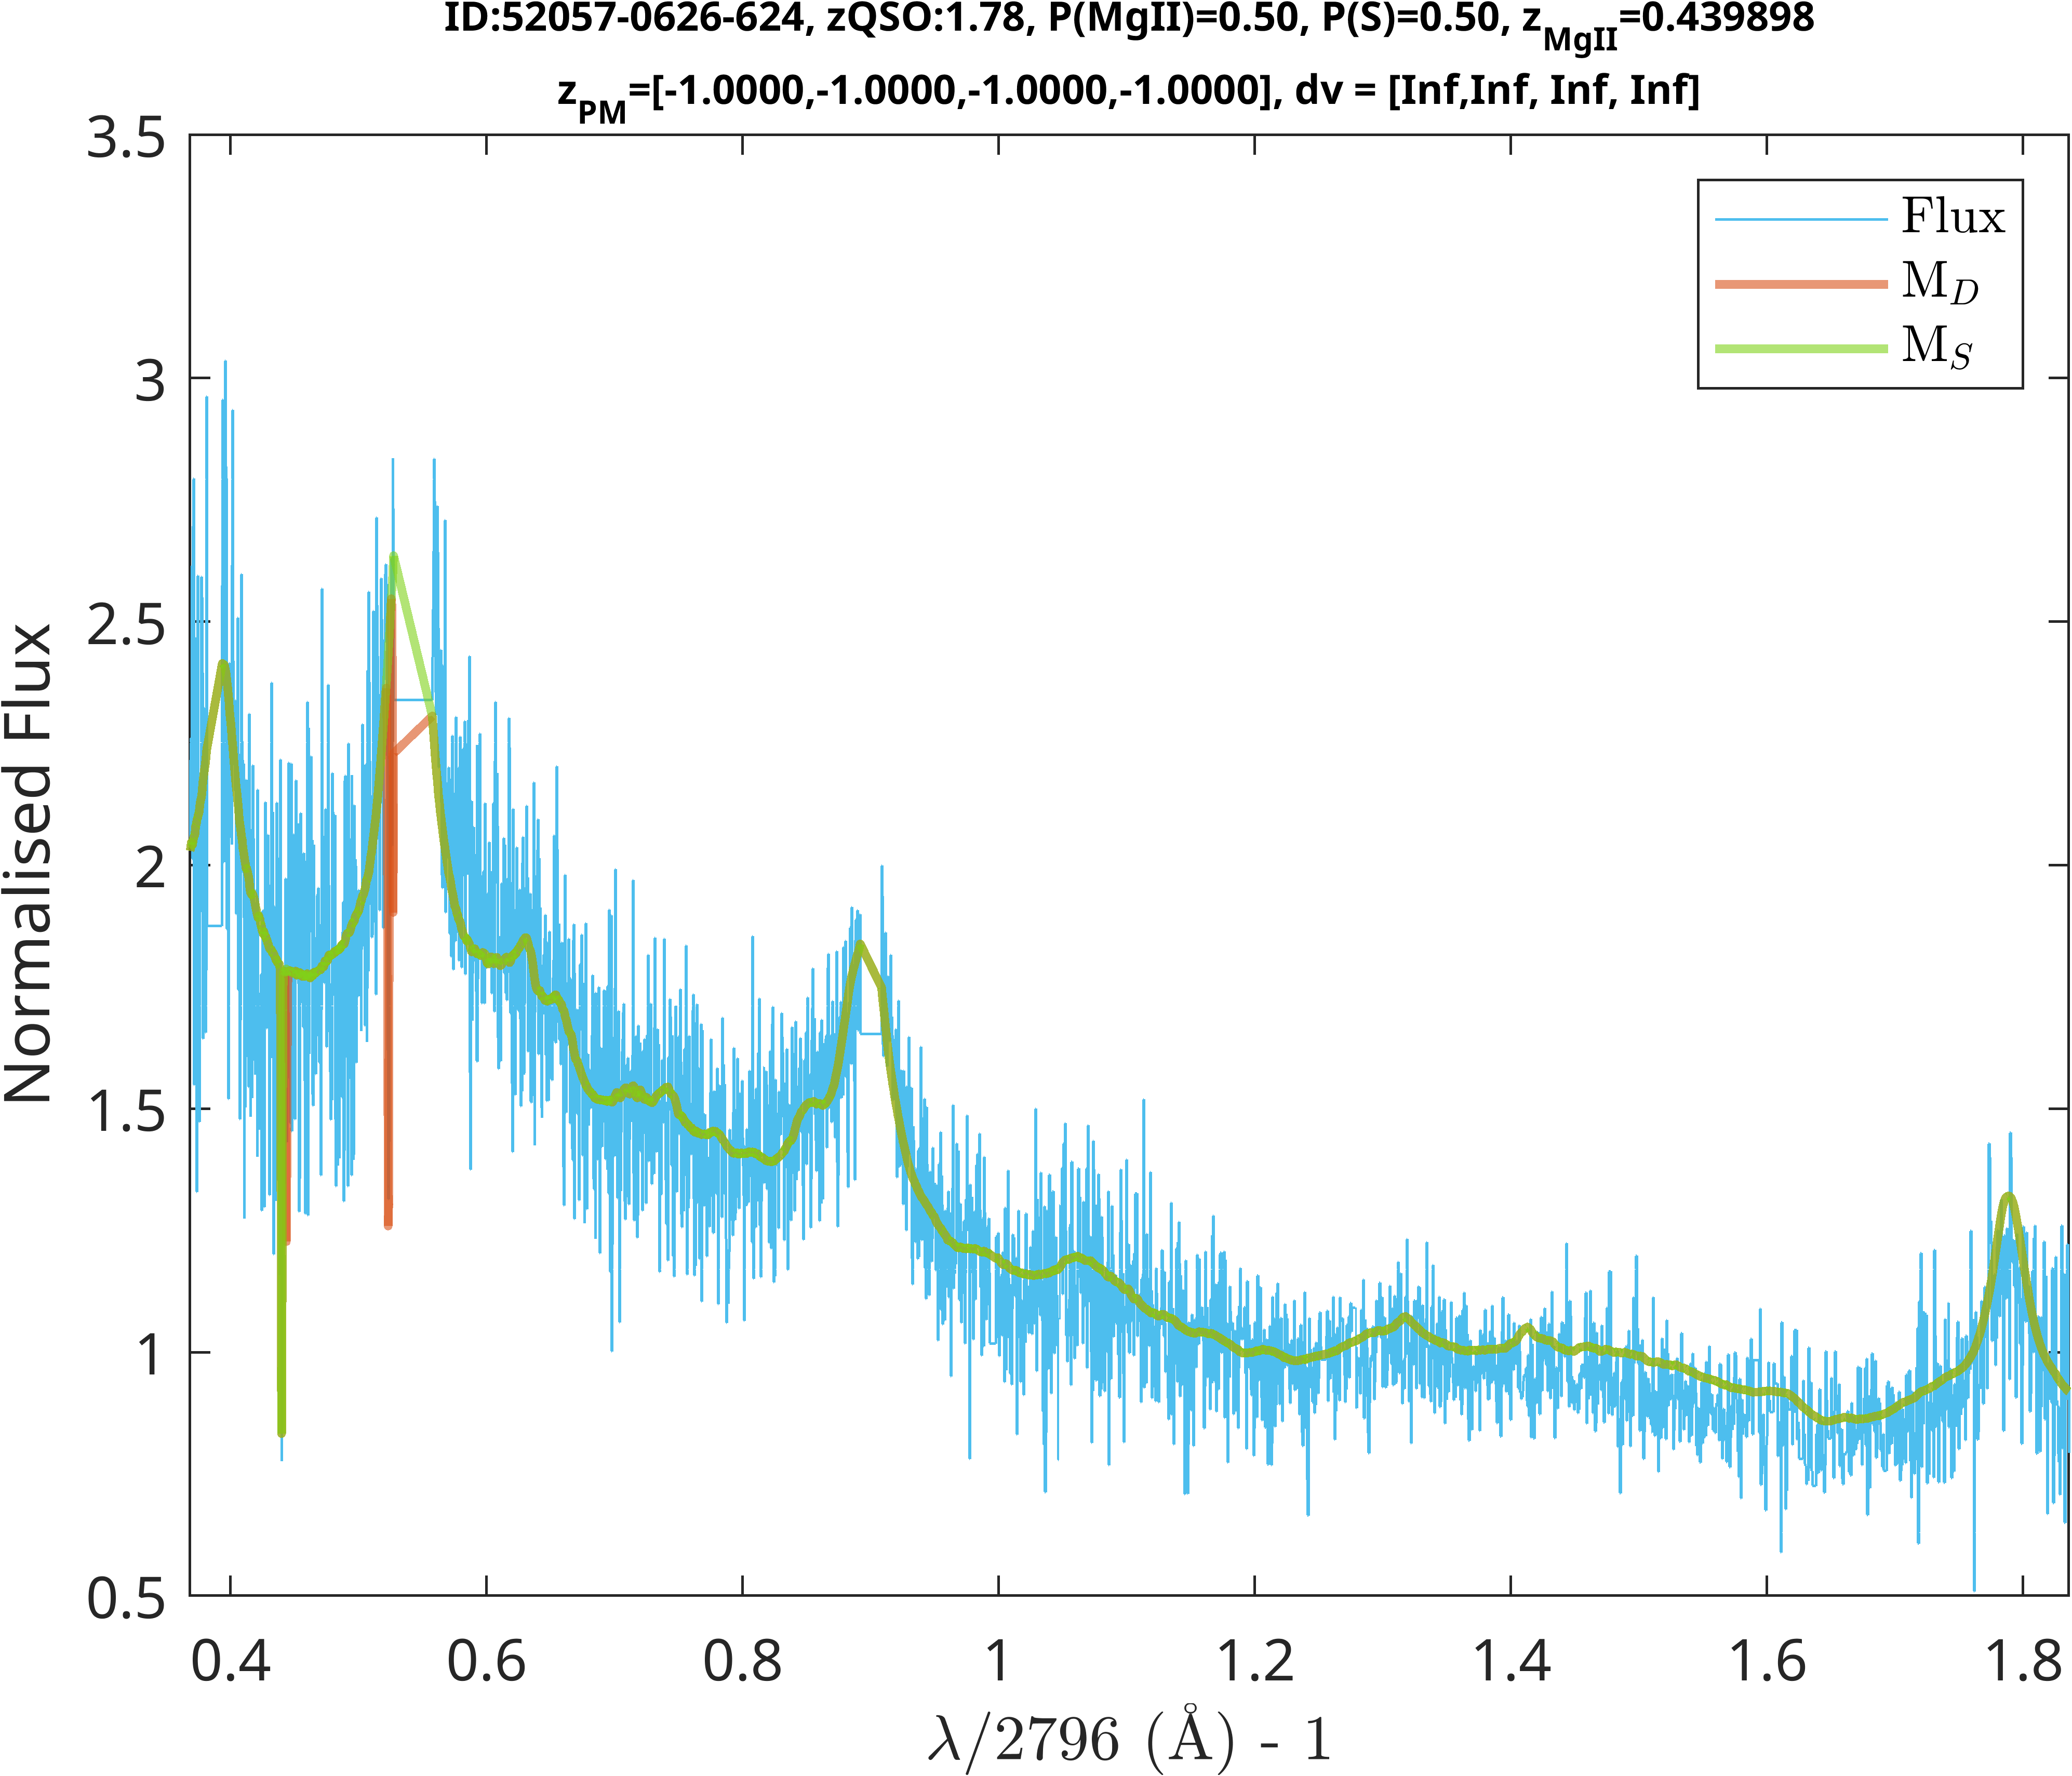 ID:52057-0626-624, zQSO:1.78, P(MgII)=0.50, P(S)=0.50, zMgII=0.439898
zPM=[-1.0000,-1.0000,-1.0000,-1.0000], dv = [Inf,Inf, Inf, Inf]
3.5
3
2.5
2
1.5
1
0.5
Normalised Flux
Flux
MD
MS
0.4 0.6 0.8 1 1.2 1.4 1.6 1.8
λ/2796 (Å) - 1